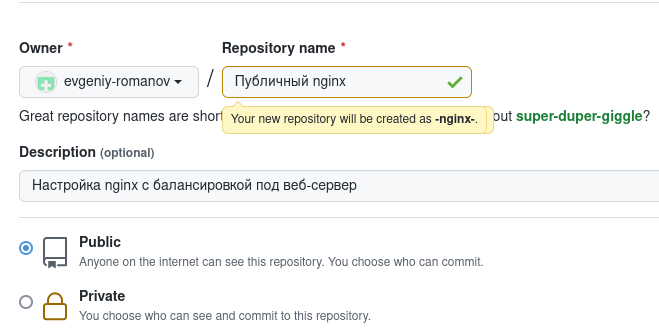 Owner * Repository name *
evgeniy-romanov / Публичный nginx
Great repository names are short out super-duper-giggle?
Your new repository will be created as -nginx-.
Description (optional)
Настройка nginx с балансировкой под веб-сервер
Public
Anyone on the internet can see this repository. You choose who can commit.
Private
You choose who can see and commit to this repository.